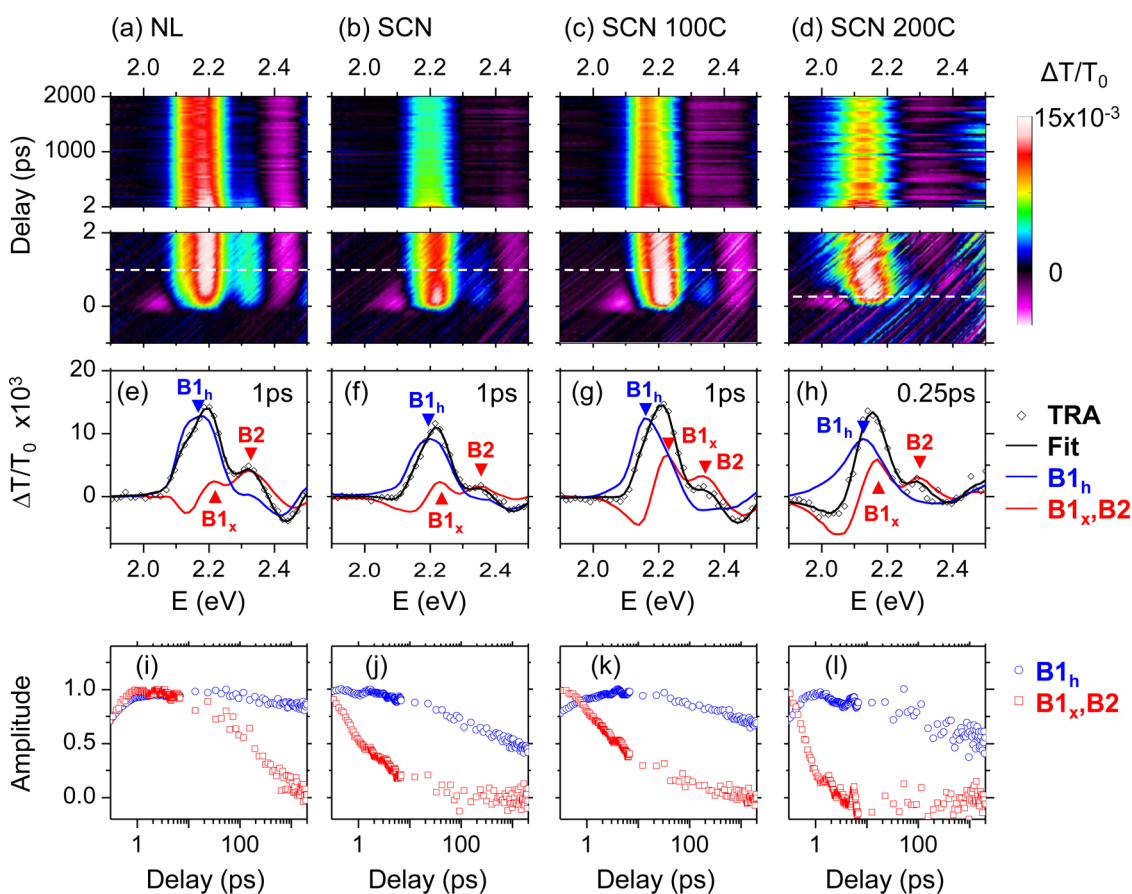 (a) NL (b) SCN (c) SCN 100C (d) SCN 200C
2.0 2.2 2.4 2.0 2.2 2.4 2.0 2.2 2.4 2.0 2.2 2.4
ΔT/T₀
15x10⁻³
0
Delay (ps)
2000
1000
2
2
0
(e) B1ₕ 1ps B2 B1ₓ
(f) B1ₕ 1ps B2 B1ₓ
(g) B1ₕ 1ps B1ₓ B2
(h) 0.25ps B1ₕ B2 B1ₓ
ΔT/T₀ x10³
20
10
0
TRA
Fit
B1ₕ
B1ₓ,B2
2.0 2.2 2.4 2.0 2.2 2.4 2.0 2.2 2.4 2.0 2.2 2.4
E (eV) E (eV) E (eV) E (eV)
(i) (j) (k) (l)
Amplitude
1.0
0.5
0.0
B1ₕ
B1ₓ,B2
1 100 1 100 1 100 1 100
Delay (ps) Delay (ps) Delay (ps) Delay (ps)